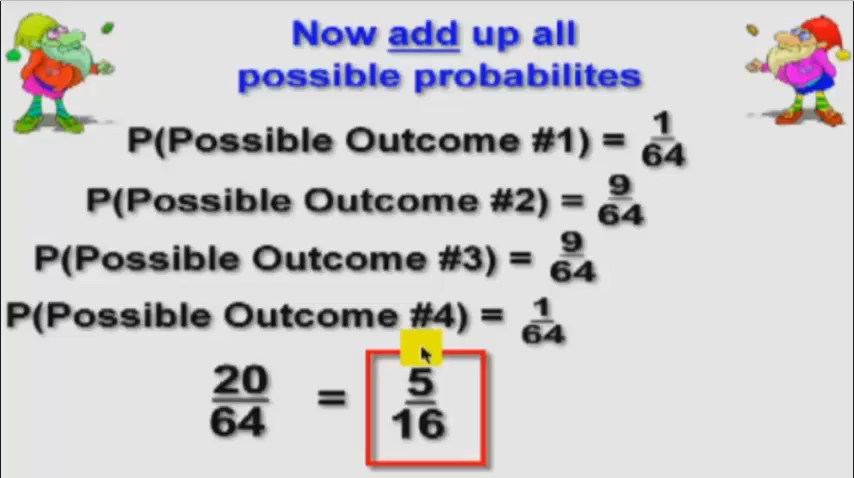 Now add up all
possible probabilites
P(Possible Outcome #1) = 1/64
P(Possible Outcome #2) = 9/64
P(Possible Outcome #3) = 9/64
P(Possible Outcome #4) = 1/64
20/64 = 5/16